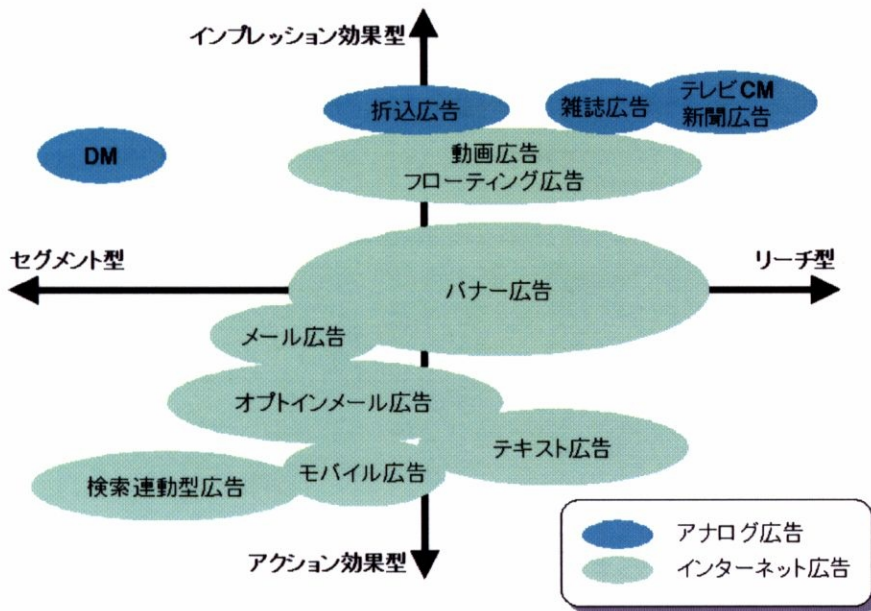 インプレッション効果型
折込広告
雑誌広告
テレビCM
新聞広告
DM
動画広告
フローティング広告
セグメント型
リーチ型
バナー広告
メール広告
オプトインメール広告
テキスト広告
検索連動型広告
モバイル広告
アクション効果型
アナログ広告
インターネット広告